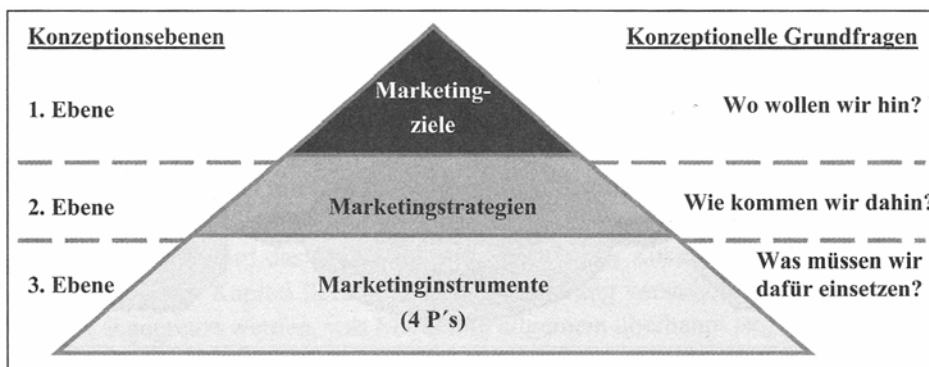 Konzeptionsebenen
Konzeptionelle Grundfragen
1. Ebene
Marketing-
ziele
Wo wollen wir hin?
2. Ebene
Marketingstrategien
Wie kommen wir dahin?
3. Ebene
Marketinginstrumente
(4 P´s)
Was müssen wir
dafür einsetzen?